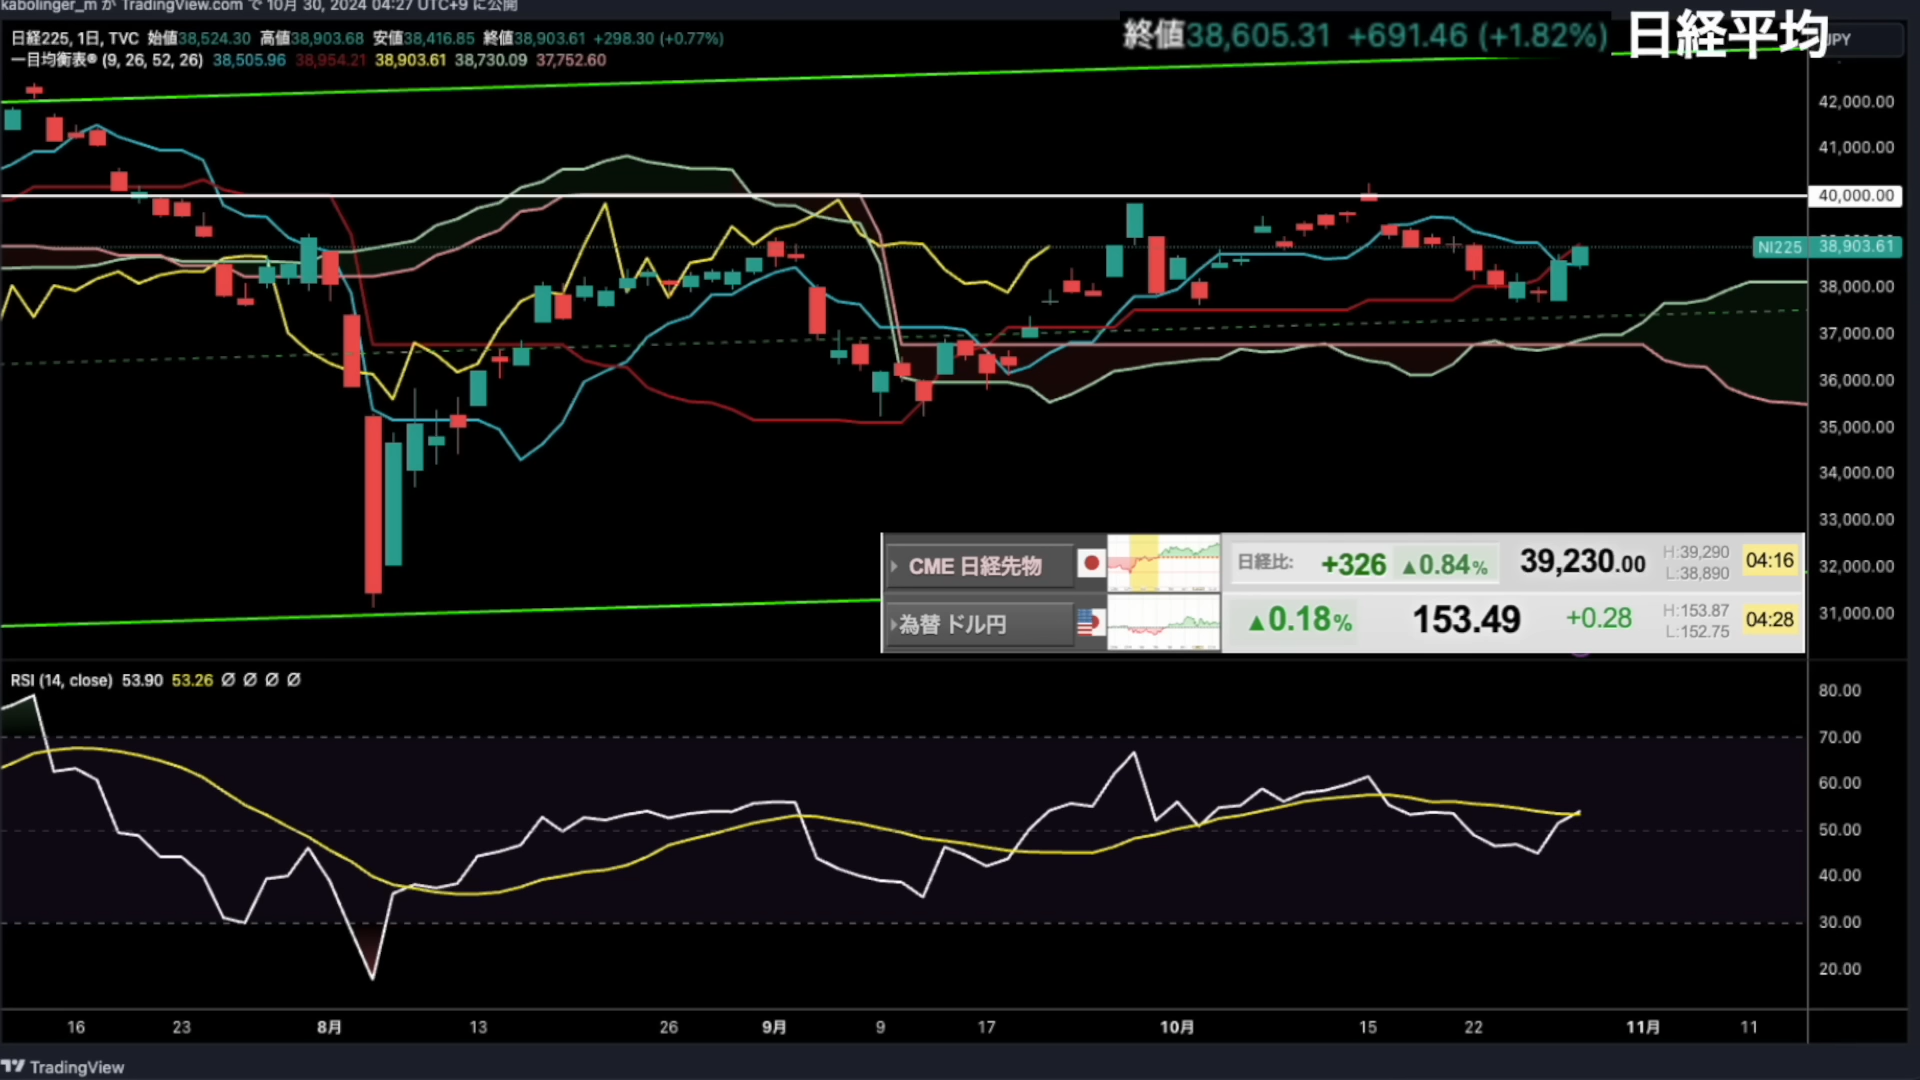 kabolinger_m が TradingView.com で 10月 30, 2024 04:27 UTC+9 に公開
日経225, 1日, TVC 始値38,524.30 高値38,903.68 安値38,416.85 終値38,903.61 +298.30 (+0.77%)
一目均衡表 (9, 26, 52, 26) 38,505.96 38,954.21 38,903.61 38,730.09 37,752.60
終値38,605.31 +691.46 (+1.82%)
日経平均
JPY
42,000.00
41,000.00
40,000.00
NI225 38,903.61
38,000.00
37,000.00
36,000.00
35,000.00
34,000.00
33,000.00
32,000.00
31,000.00
CME 日経先物 日経比: +326 ▲0.84% 39,230.00 H:39,290 L:38,890 04:16
為替 ドル円 ▲0.18% 153.49 +0.28 H:153.87 L:152.75 04:28
RSI (14, close) 53.90 53.26 Ø Ø Ø Ø
80.00
70.00
60.00
50.00
40.00
30.00
20.00
16 23 8月 13 26 9月 9 17 10月 15 22 11月 11
TradingView